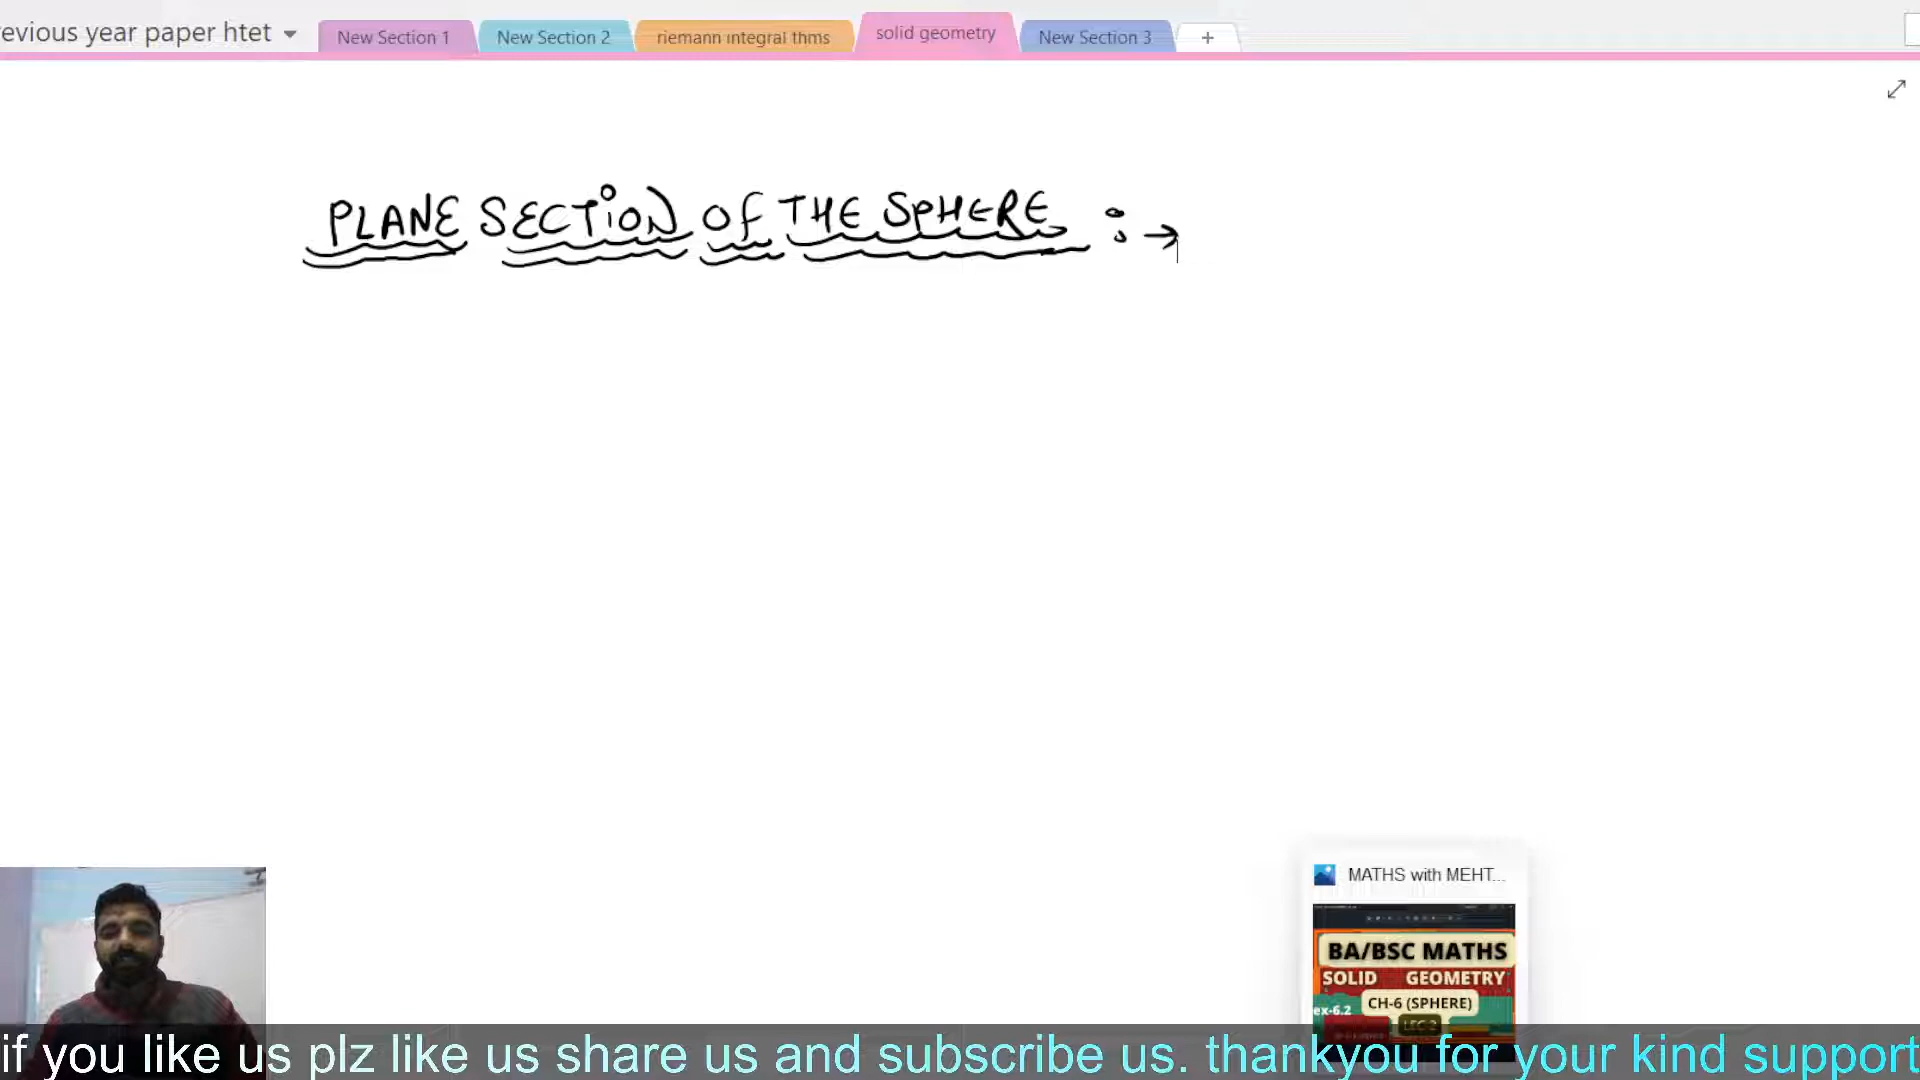 evious year paper htet
New Section 1
New Section 2
riemann integral thms
solid geometry
New Section 3
+
PLANE SECTION OF THE SPHERE :→
MATHS with MEHT...
BA/BSC MATHS
SOLID GEOMETRY
CH-6 (SPHERE)
ex-6.2
LEC-2
if you like us plz like us share us and subscribe us. thankyou for your kind support